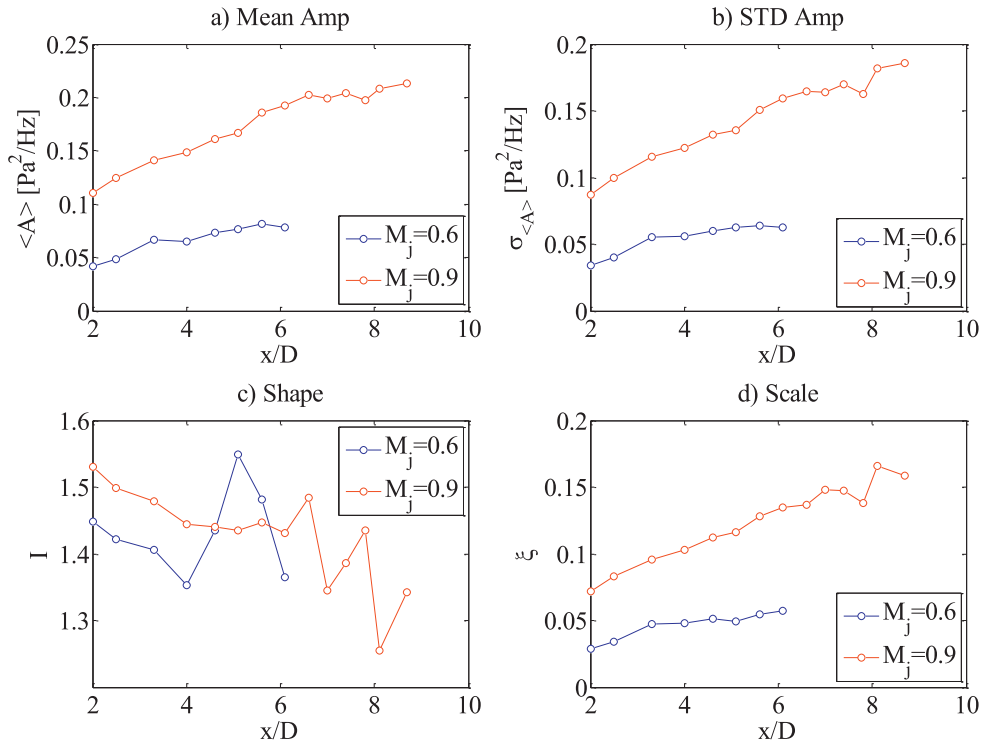 a) Mean Amp
<A> [Pa²/Hz]
0.25
0.2
0.15
0.1
0.05
0
2 4 6 8 10
x/D
M_j=0.6
M_j=0.9
b) STD Amp
σ_<A> [Pa²/Hz]
0.2
0.15
0.1
0.05
0
2 4 6 8 10
x/D
M_j=0.6
M_j=0.9
c) Shape
I
1.6
1.5
1.4
1.3
2 4 6 8 10
x/D
M_j=0.6
M_j=0.9
d) Scale
ξ
0.2
0.15
0.1
0.05
0
2 4 6 8 10
x/D
M_j=0.6
M_j=0.9